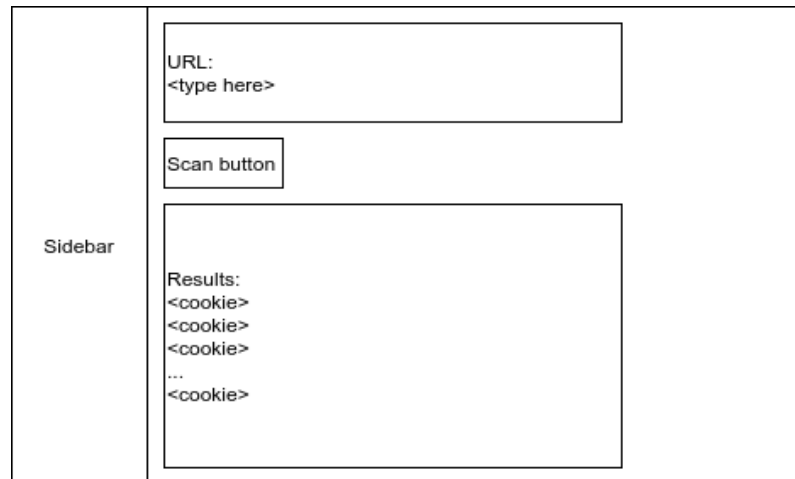 Sidebar
URL:
<type here>
Scan button
Results:
<cookie>
<cookie>
<cookie>
...
<cookie>